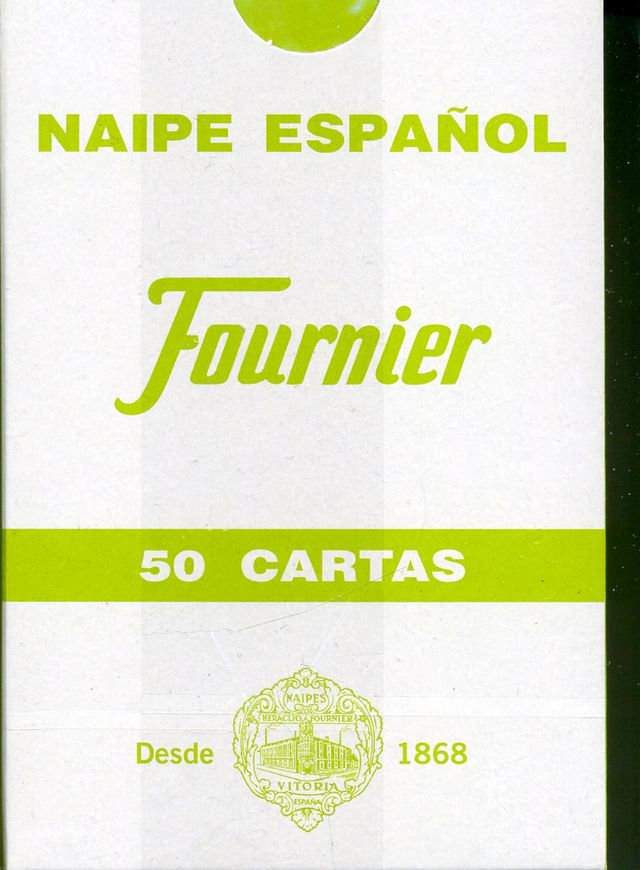 NAIPE ESPAÑOL
Fournier
50 CARTAS
NAIPES
HERACLIO FOURNIER
Desde 1868
VITORIA
ESPAÑA